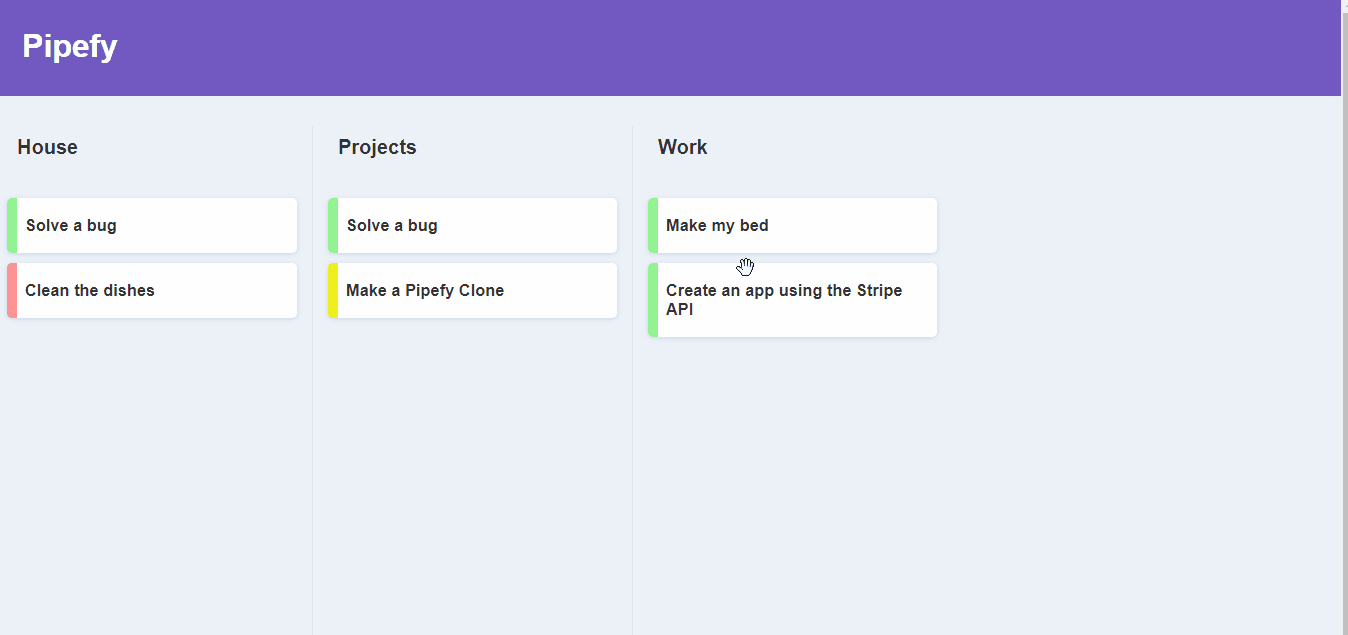 Pipefy
House
Projects
Work
Solve a bug
Clean the dishes
Solve a bug
Make a Pipefy Clone
Make my bed
Create an app using the Stripe
API